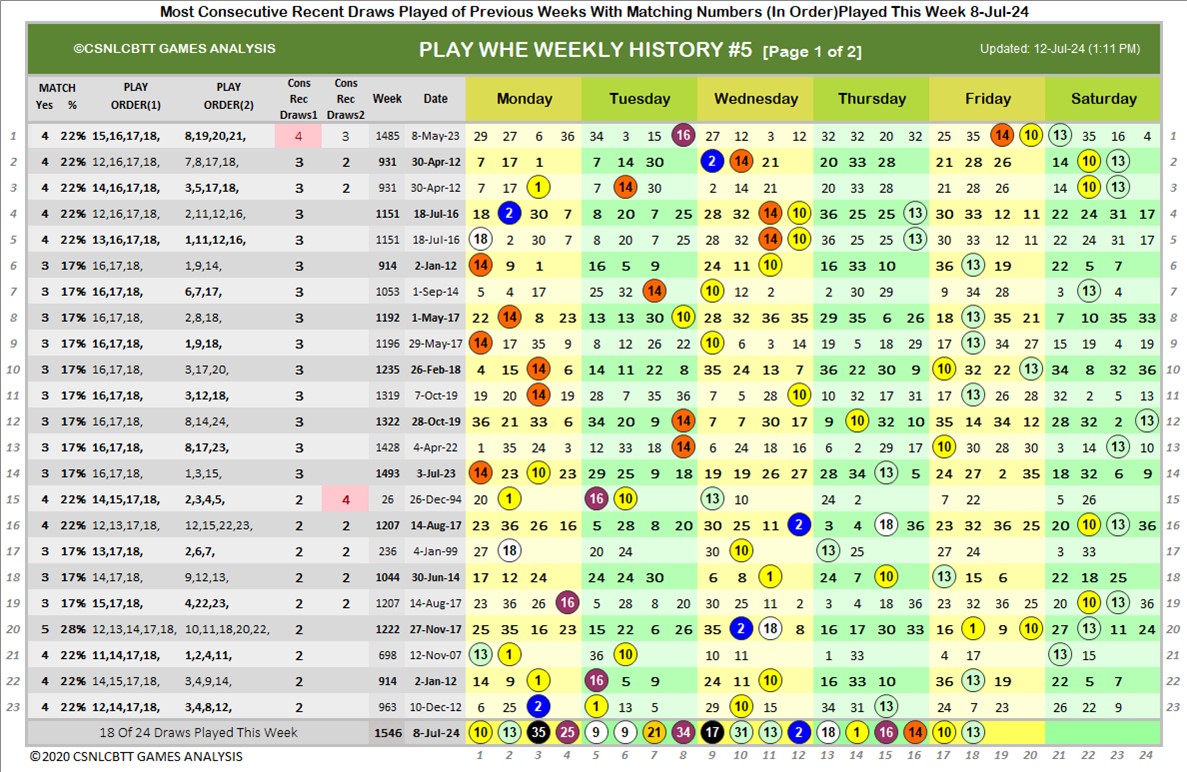 Most Consecutive Recent Draws Played of Previous Weeks With Matching Numbers (In Order)Played This Week 8-Jul-24
©CSNLCBTT GAMES ANALYSIS PLAY WHE WEEKLY HISTORY #5 [Page 1 of 2] Updated: 12-Jul-24 (1:11 PM)
MATCH Yes % PLAY ORDER(1) PLAY ORDER(2) Cons Rec Draws1 Cons Rec Draws2 Week Date Monday Tuesday Wednesday Thursday Friday Saturday
1 4 22% 15,16,17,18, 8,19,20,21, 4 3 1485 8-May-23 29 27 6 36 34 3 15 16 27 12 3 12 32 32 20 32 25 35 14 10 13 35 16 4 1
2 4 22% 12,16,17,18, 7,8,17,18, 3 2 931 30-Apr-12 7 17 1 7 14 30 2 14 21 20 33 28 21 28 26 14 10 13 2
3 4 22% 14,16,17,18, 3,5,17,18, 3 2 931 30-Apr-12 7 17 1 7 14 30 2 14 21 20 33 28 21 28 26 14 10 13 3
4 4 22% 12,16,17,18, 2,11,12,16, 3 1151 18-Jul-16 18 2 30 7 8 20 7 25 28 32 14 10 36 25 25 13 30 33 12 11 22 24 31 17 4
5 4 22% 13,16,17,18, 1,11,12,16, 3 1151 18-Jul-16 18 2 30 7 8 20 7 25 28 32 14 10 36 25 25 13 30 33 12 11 22 24 31 17 5
6 3 17% 16,17,18, 1,9,14, 3 914 2-Jan-12 14 9 1 16 5 9 24 11 10 16 33 10 36 13 19 22 5 7 6
7 3 17% 16,17,18, 6,7,17, 3 1053 1-Sep-14 5 4 17 25 32 14 10 12 2 2 30 29 9 34 28 3 13 4 7
8 3 17% 16,17,18, 2,8,18, 3 1192 1-May-17 22 14 8 23 13 13 30 10 28 32 36 35 29 35 6 26 18 13 35 21 7 10 35 33 8
9 3 17% 16,17,18, 1,9,18, 3 1196 29-May-17 14 17 35 9 8 12 26 22 10 6 3 14 19 5 18 29 17 13 34 27 15 19 4 19 9
10 3 17% 16,17,18, 3,17,20, 3 1235 26-Feb-18 4 15 14 6 14 11 22 8 35 24 13 7 36 22 30 9 10 32 22 13 34 8 32 36 10
11 3 17% 16,17,18, 3,12,18, 3 1319 7-Oct-19 19 20 14 19 28 7 35 36 7 5 28 10 10 32 17 31 17 13 26 28 32 2 5 13 11
12 3 17% 16,17,18, 8,14,24, 3 1322 28-Oct-19 36 21 33 6 34 20 9 14 7 7 30 17 9 10 32 10 35 14 34 12 28 32 2 13 12
13 3 17% 16,17,18, 8,17,23, 3 1428 4-Apr-22 1 35 24 3 12 33 18 14 6 24 18 16 6 2 29 17 10 30 28 30 3 14 13 10 13
14 3 17% 16,17,18, 1,3,15, 3 1493 3-Jul-23 14 23 10 23 29 25 9 18 19 19 26 27 28 34 13 5 24 27 2 35 18 32 6 9 14
15 4 22% 14,15,17,18, 2,3,4,5, 2 4 26 26-Dec-94 20 1 16 10 13 10 24 2 7 22 5 26 15
16 4 22% 12,13,17,18, 12,15,22,23, 2 2 1207 14-Aug-17 23 36 26 16 5 28 8 20 30 25 11 2 3 4 18 36 23 32 36 25 20 10 13 36 16
17 3 17% 13,17,18, 2,6,7, 2 2 236 4-Jan-99 27 18 20 24 30 10 13 25 27 24 3 33 17
18 3 17% 14,17,18, 9,12,13, 2 2 1044 30-Jun-14 17 12 24 24 24 30 6 8 1 24 7 10 13 15 6 22 18 25 18
19 3 17% 15,17,18, 4,22,23, 2 1207 14-Aug-17 23 36 26 16 5 28 8 20 30 25 11 2 3 4 18 36 23 32 36 25 20 10 13 36 19
20 5 28% 12,13,14,17,18, 10,11,18,20,22, 2 1222 27-Nov-17 25 35 16 23 15 22 6 26 35 2 18 8 16 17 30 33 16 1 9 10 27 13 11 24 20
21 4 22% 11,14,17,18, 1,2,4,11, 2 698 12-Nov-07 13 1 36 10 10 11 1 33 4 17 13 15 21
22 4 22% 14,15,17,18, 3,4,9,14, 2 914 2-Jan-12 14 9 1 16 5 9 24 11 10 16 33 10 36 13 19 22 5 7 22
23 4 22% 12,14,17,18, 3,4,8,12, 2 963 10-Dec-12 6 25 2 1 13 5 29 10 15 34 31 13 24 7 23 26 22 9 23
18 Of 24 Draws Played This Week 1546 8-Jul-24 10 13 35 25 9 9 21 34 17 31 13 2 18 1 16 14 10 13
©2020 CSNLCBTT GAMES ANALYSIS 1 2 3 4 5 6 7 8 9 10 11 12 13 14 15 16 17 18 19 20 21 22 23 24